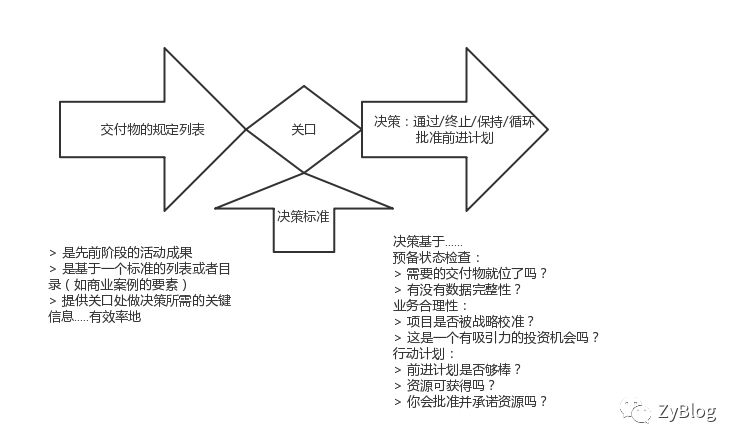 交付物的规定列表
关口
决策：通过/终止/保持/循环
批准前进计划
决策标准
> 是先前阶段的活动成果
> 是基于一个标准的列表或者目
录（如商业案例的要素）
> 提供关口处做决策所需的关键
信息.....有效率地
决策基于......
预备状态检查：
> 需要的交付物就位了吗？
> 有没有数据完整性？
业务合理性：
> 项目是否被战略校准？
> 这是一个有吸引力的投资机会吗？
行动计划：
> 前进计划是否够棒？
> 资源可获得吗？
> 你会批准并承诺资源吗？
ZyBlog